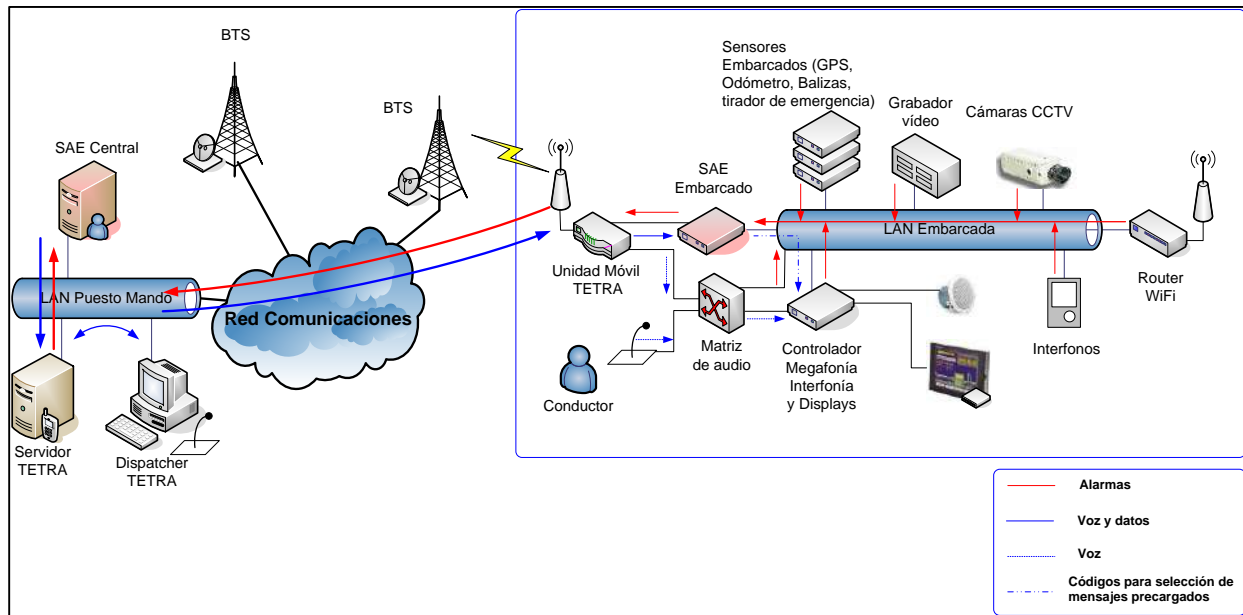 BTS
BTS
SAE Central
LAN Puesto Mando
Red Comunicaciones
Servidor
TETRA
Dispatcher
TETRA
Sensores
Embarcados (GPS,
Odómetro, Balizas,
tirador de emergencia)
Grabador
vídeo
Cámaras CCTV
SAE
Embarcado
LAN Embarcada
Unidad Móvil
TETRA
Router
WiFi
Matriz
de audio
Controlador
Megafonía
Interfonía
y Displays
Interfonos
Conductor
Alarmas
Voz y datos
Voz
Códigos para selección de
mensajes precargados